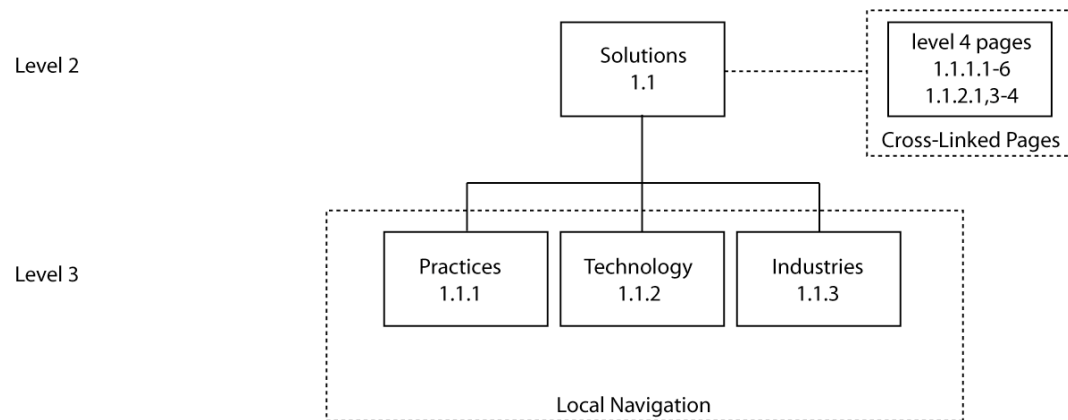 Level 2
Solutions
1.1
level 4 pages
1.1.1.1-6
1.1.2.1,3-4
Cross-Linked Pages
Level 3
Practices
1.1.1
Technology
1.1.2
Industries
1.1.3
Local Navigation